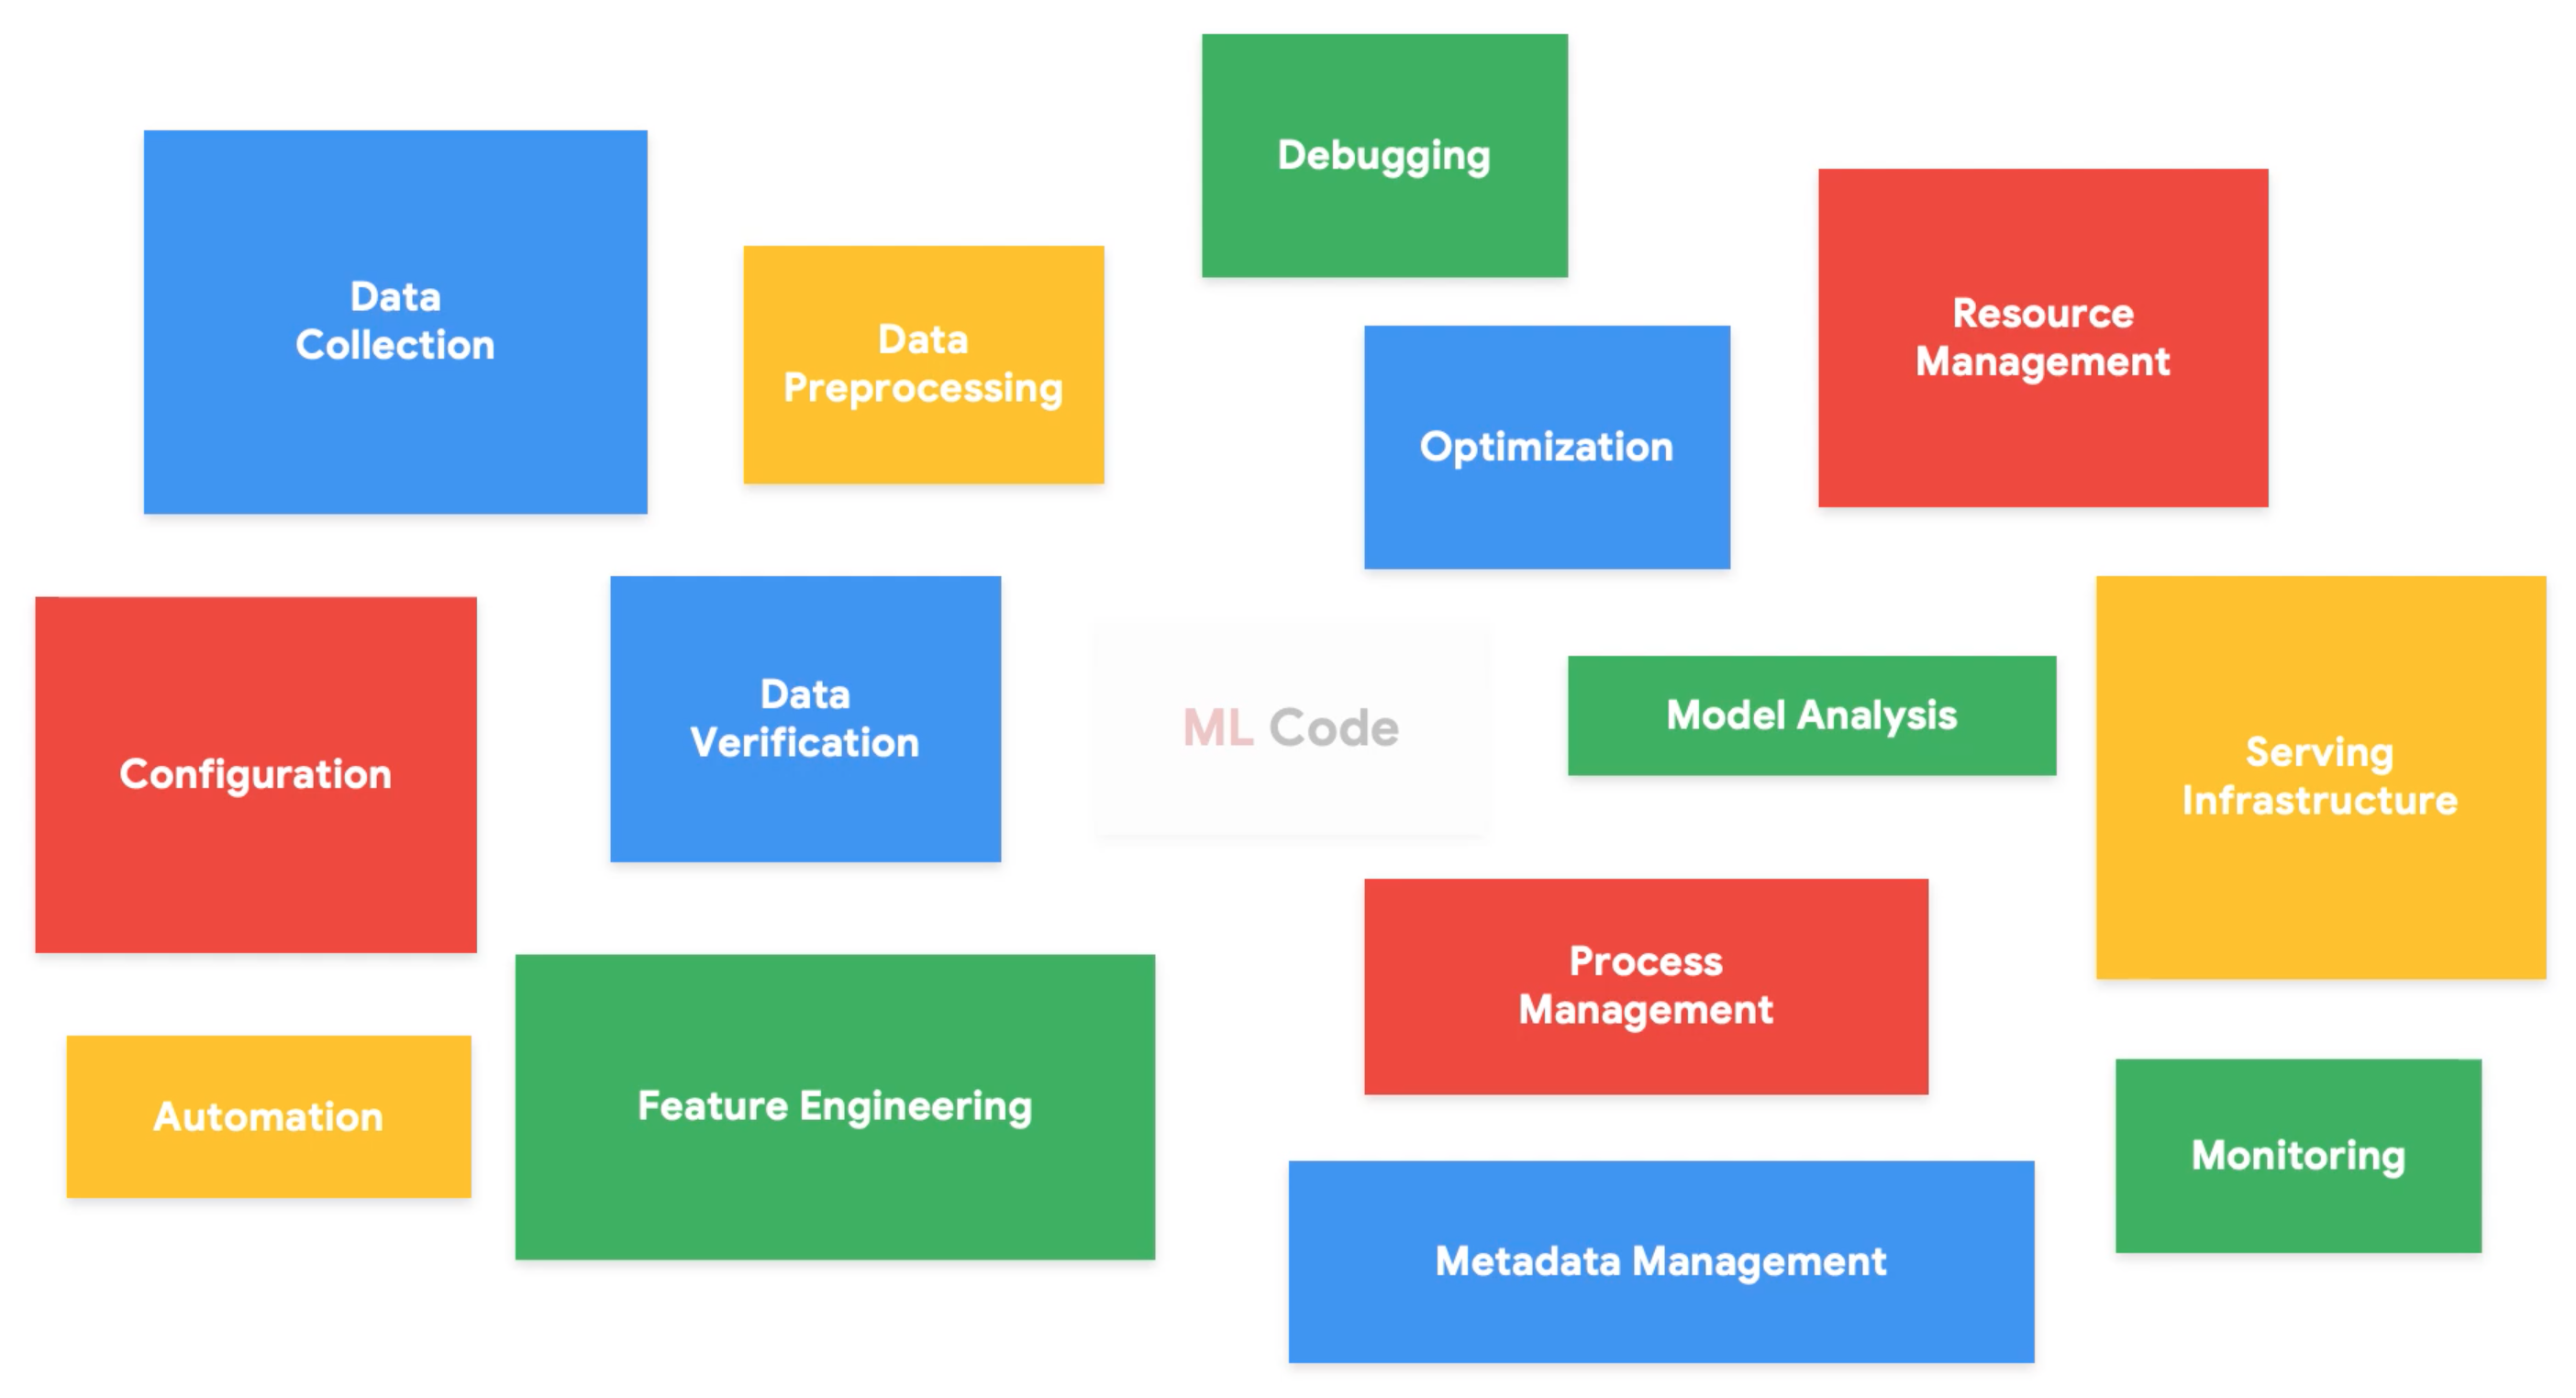 Debugging
Data
Collection
Resource
Management
Data
Preprocessing
Optimization
Configuration
Data
Verification
ML Code
Model Analysis
Serving
Infrastructure
Process
Management
Automation
Feature Engineering
Monitoring
Metadata Management